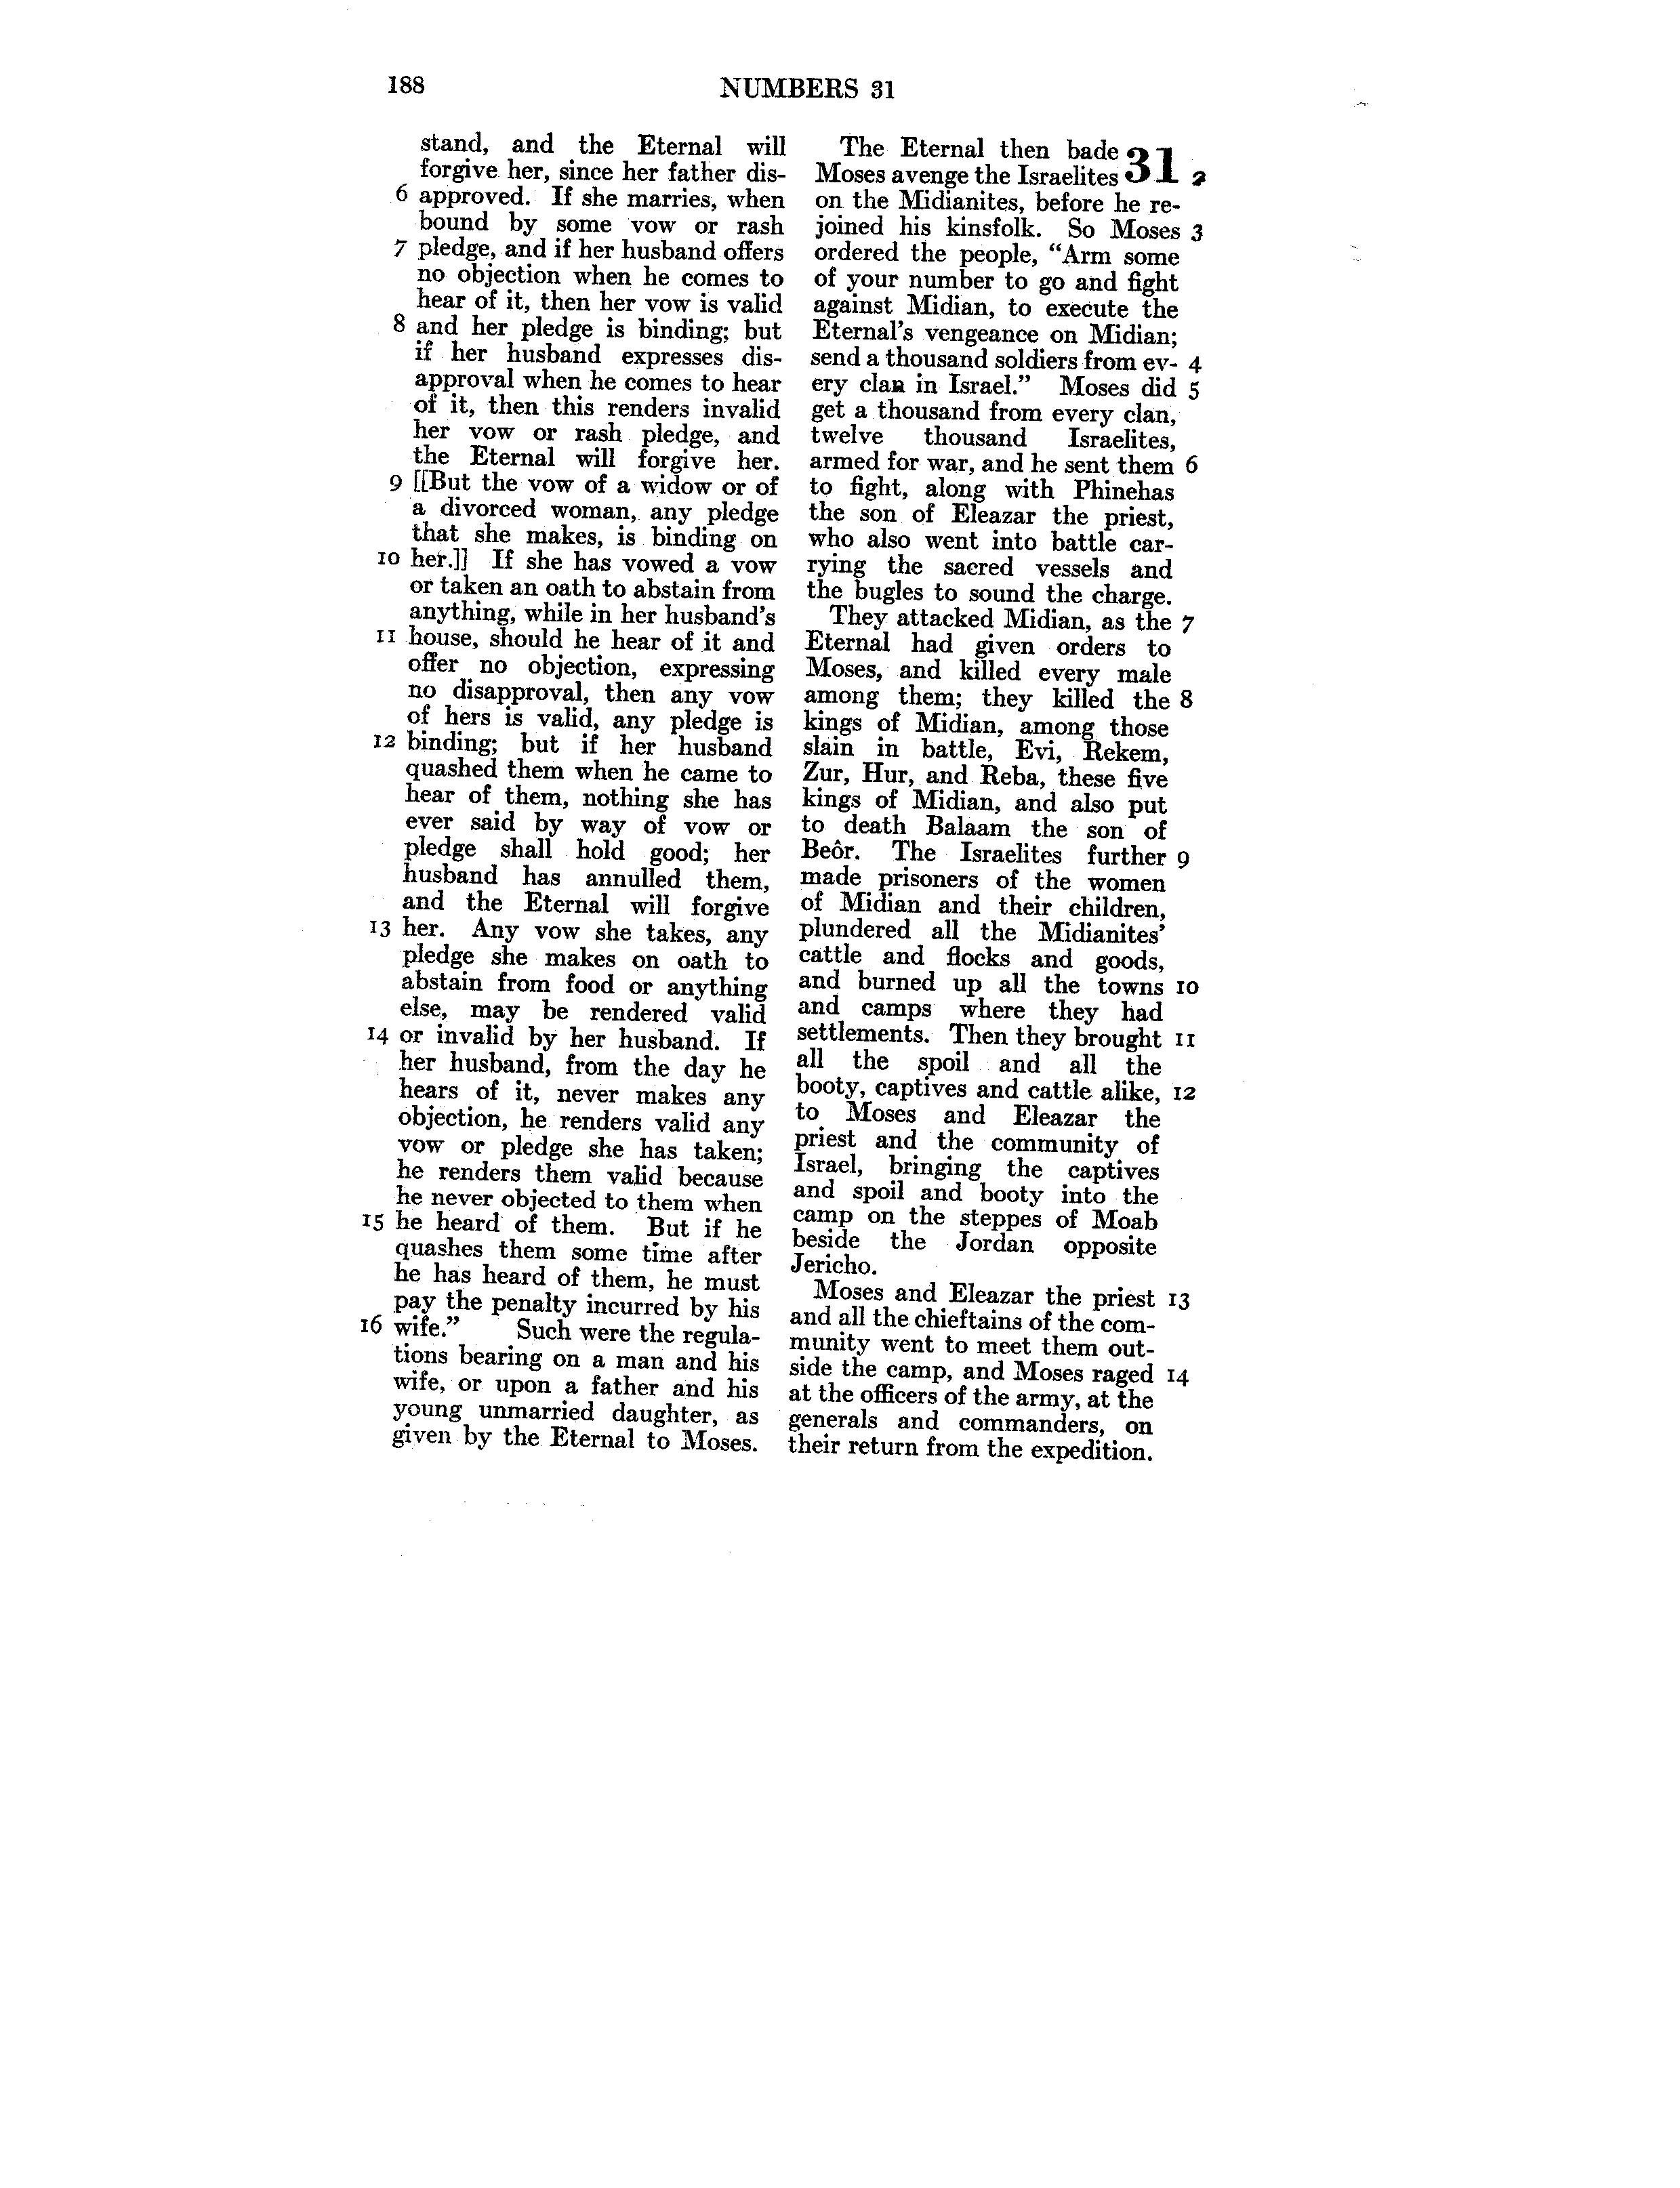 188
NUMBERS 31
stand, and the Eternal will
forgive her, since her father dis-
6 approved. If she marries, when
bound by some vow or rash
7 pledge, and if her husband offers
no objection when he comes to
hear of it, then her vow is valid
8 and her pledge is binding; but
if her husband expresses dis-
approval when he comes to hear
of it, then this renders invalid
her vow or rash pledge, and
the Eternal will forgive her.
9 [[But the vow of a widow or of
a divorced woman, any pledge
that she makes, is binding on
10 her.]] If she has vowed a vow
or taken an oath to abstain from
anything, while in her husband's
11 house, should he hear of it and
offer no objection, expressing
no disapproval, then any vow
of hers is valid, any pledge is
12 binding; but if her husband
quashed them when he came to
hear of them, nothing she has
ever said by way of vow or
pledge shall hold good; her
husband has annulled them,
and the Eternal will forgive
13 her. Any vow she takes, any
pledge she makes on oath to
abstain from food or anything
else, may be rendered valid
14 or invalid by her husband. If
her husband, from the day he
hears of it, never makes any
objection, he renders valid any
vow or pledge she has taken;
he renders them valid because
he never objected to them when
15 he heard of them. But if he
quashes them some time after
he has heard of them, he must
pay the penalty incurred by his
16 wife.” Such were the regula-
tions bearing on a man and his
wife, or upon a father and his
young unmarried daughter, as
given by the Eternal to Moses.
The Eternal then bade 31
Moses avenge the Israelites 2
on the Midianites, before he re-
joined his kinsfolk. So Moses 3
ordered the people, “Arm some
of your number to go and fight
against Midian, to execute the
Eternal's vengeance on Midian;
send a thousand soldiers from ev- 4
ery clan in Israel.” Moses did 5
get a thousand from every clan,
twelve thousand Israelites,
armed for war, and he sent them 6
to fight, along with Phinehas
the son of Eleazar the priest,
who also went into battle car-
rying the sacred vessels and
the bugles to sound the charge.
They attacked Midian, as the 7
Eternal had given orders to
Moses, and killed every male
among them; they killed the 8
kings of Midian, among those
slain in battle, Evi, Rekem,
Zur, Hur, and Reba, these five
kings of Midian, and also put
to death Balaam the son of
Beôr. The Israelites further 9
made prisoners of the women
of Midian and their children,
plundered all the Midianites'
cattle and flocks and goods,
and burned up all the towns 10
and camps where they had
settlements. Then they brought 11
all the spoil and all the
booty, captives and cattle alike, 12
to Moses and Eleazar the
priest and the community of
Israel, bringing the captives
and spoil and booty into the
camp on the steppes of Moab
beside the Jordan opposite
Jericho.
Moses and Eleazar the priest 13
and all the chieftains of the com-
munity went to meet them out-
side the camp, and Moses raged 14
at the officers of the army, at the
generals and commanders, on
their return from the expedition.